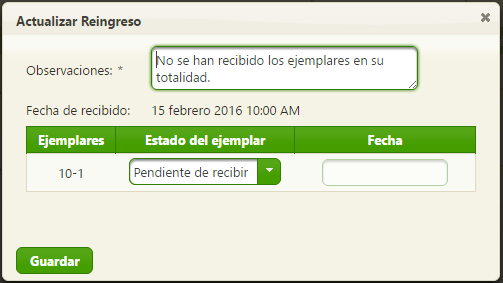 Actualizar Reingreso
Observaciones: * No se han recibido los ejemplares en su
totalidad.
Fecha de recibido: 15 febrero 2016 10:00 AM
Ejemplares Estado del ejemplar Fecha
10-1 Pendiente de recibir
Guardar